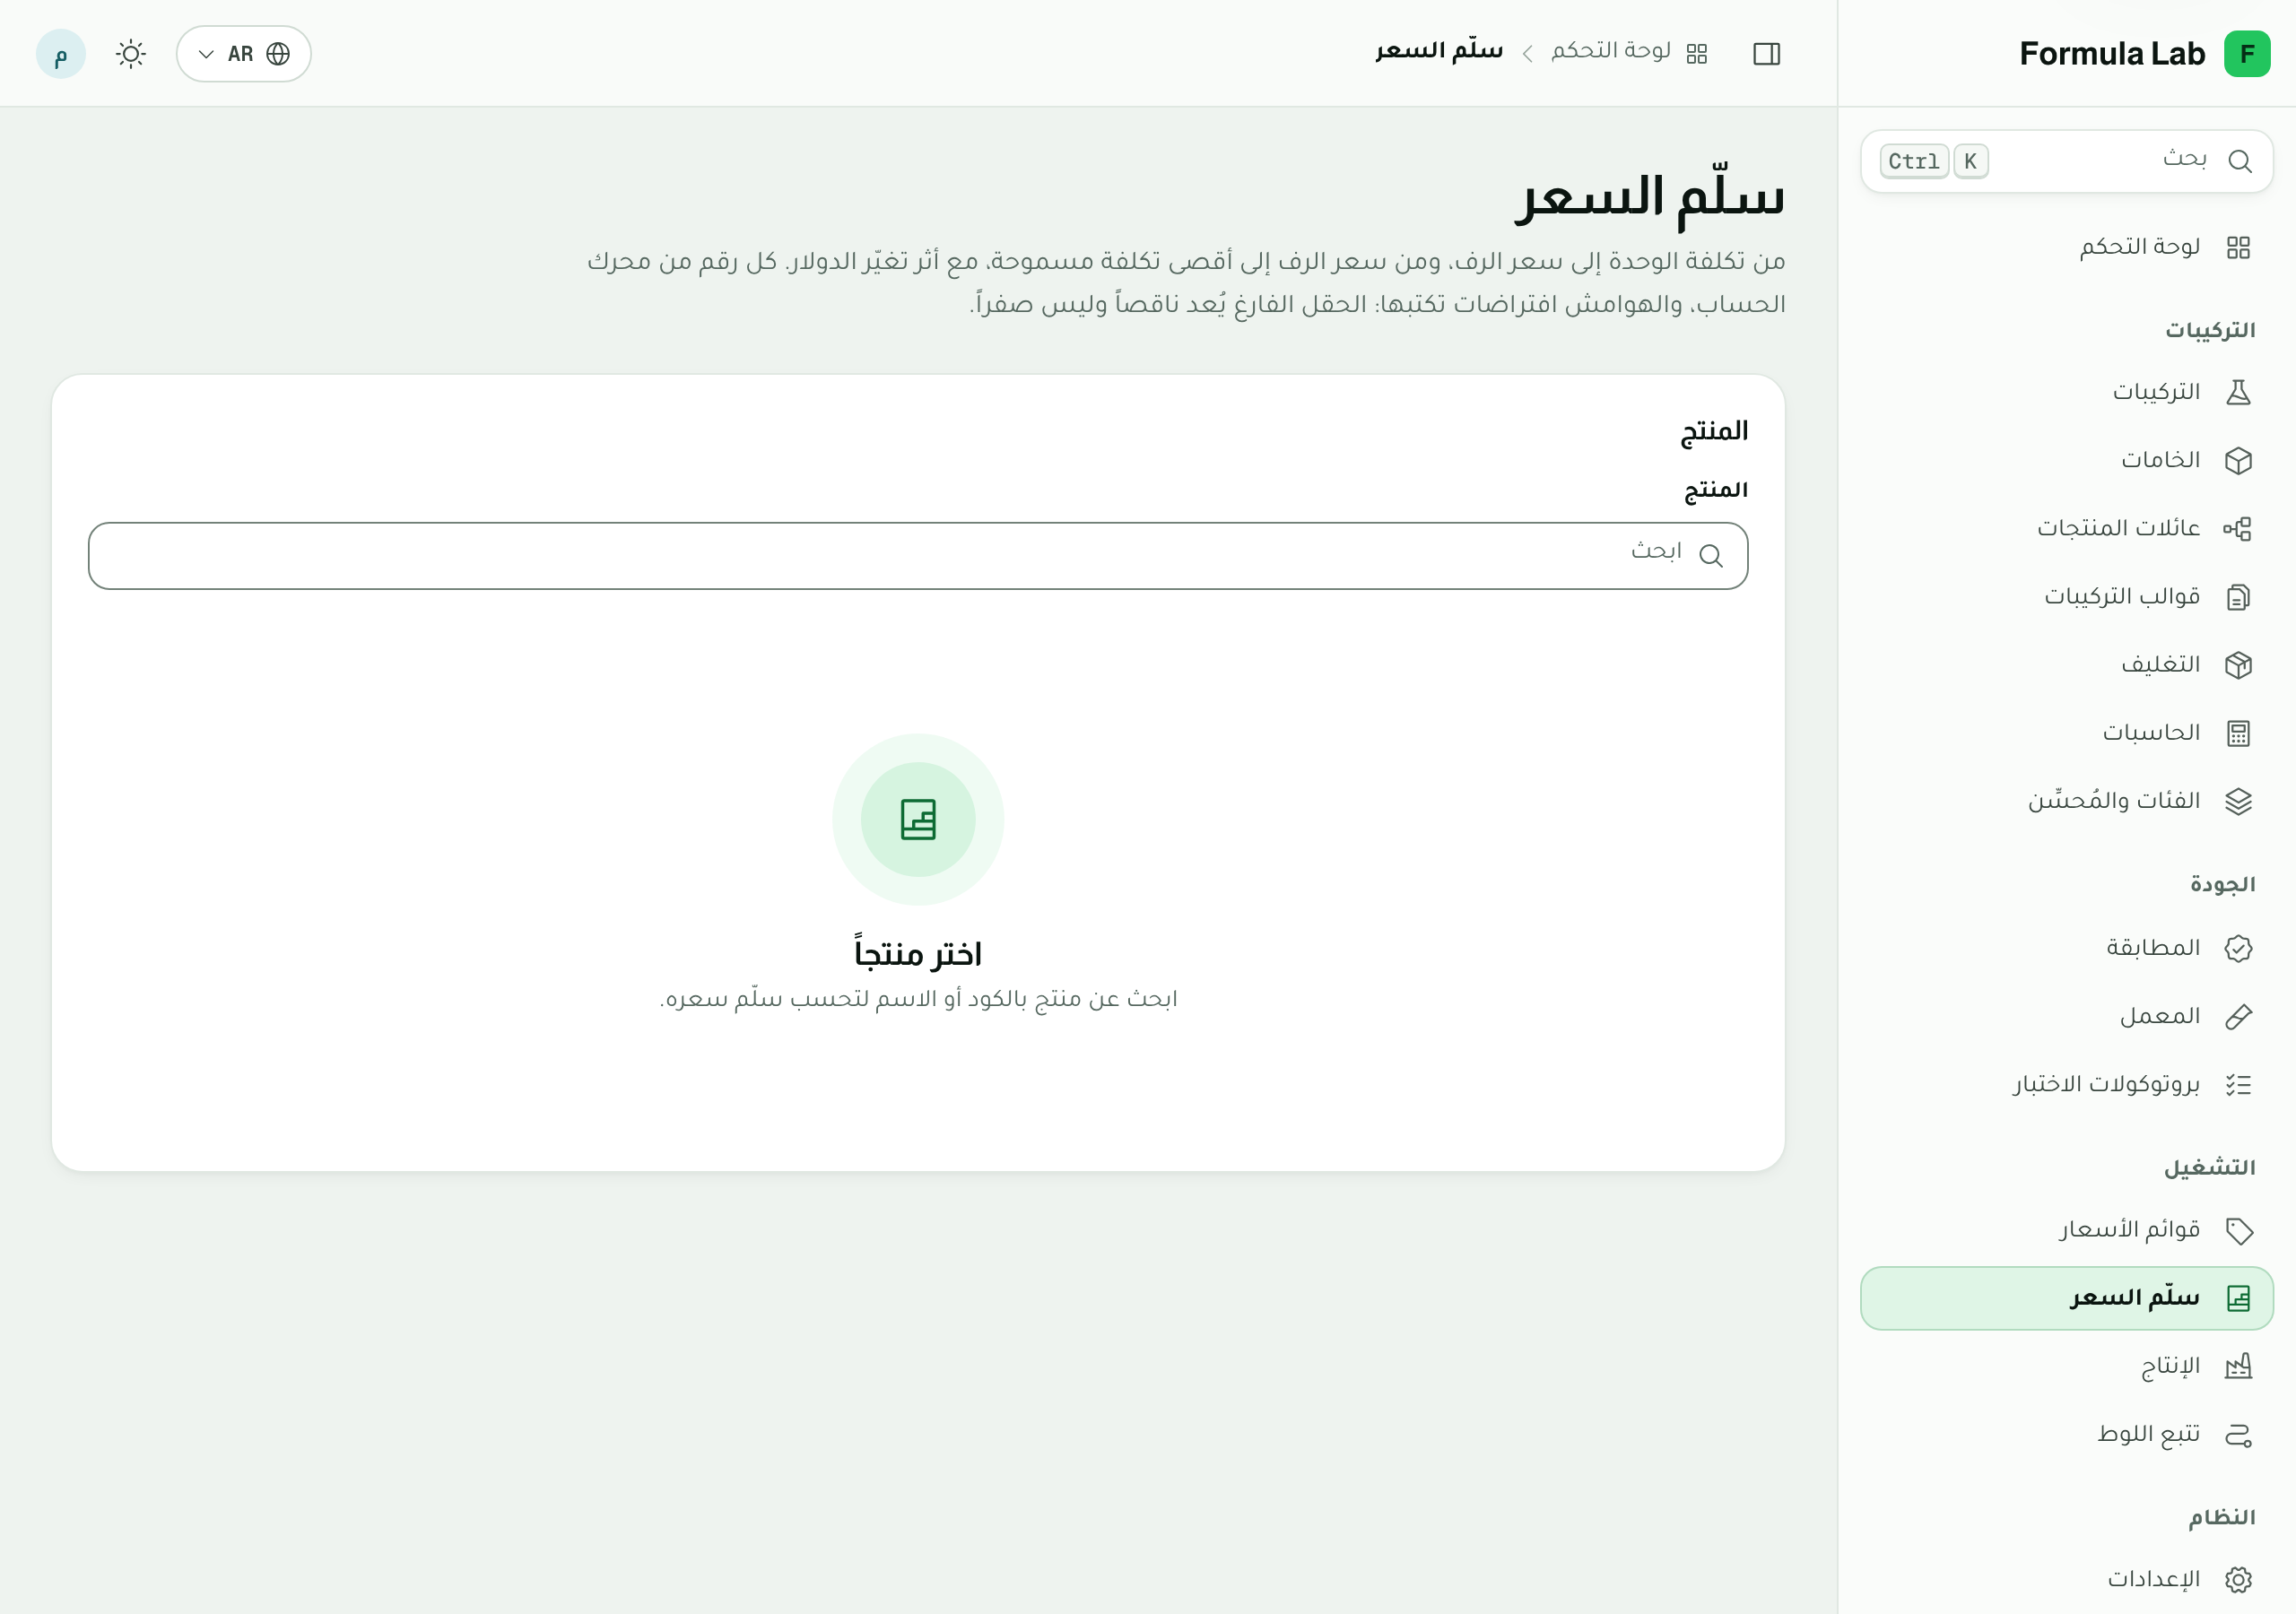 F
Formula Lab
لوحة التحكم
سلّم السعر
AR
م
بحث
Ctrl K
لوحة التحكم
التركيبات
التركيبات
الخامات
عائلات المنتجات
قوالب التركيبات
التغليف
الحاسبات
الفئات والمُحسِّن
الجودة
المطابقة
المعمل
بروتوكولات الاختبار
التشغيل
قوائم الأسعار
سلّم السعر
الإنتاج
تتبع اللوط
النظام
الإعدادات
سلّم السعر
من تكلفة الوحدة إلى سعر الرف، ومن سعر الرف إلى أقصى تكلفة مسموحة، مع أثر تغيّر الدولار. كل رقم من محرك
الحساب، والهوامش افتراضات تكتبها: الحقل الفارغ يُعد ناقصاً وليس صفراً.
المنتج
المنتج
ابحث
اختر منتجاً
ابحث عن منتج بالكود أو الاسم لتحسب سلّم سعره.